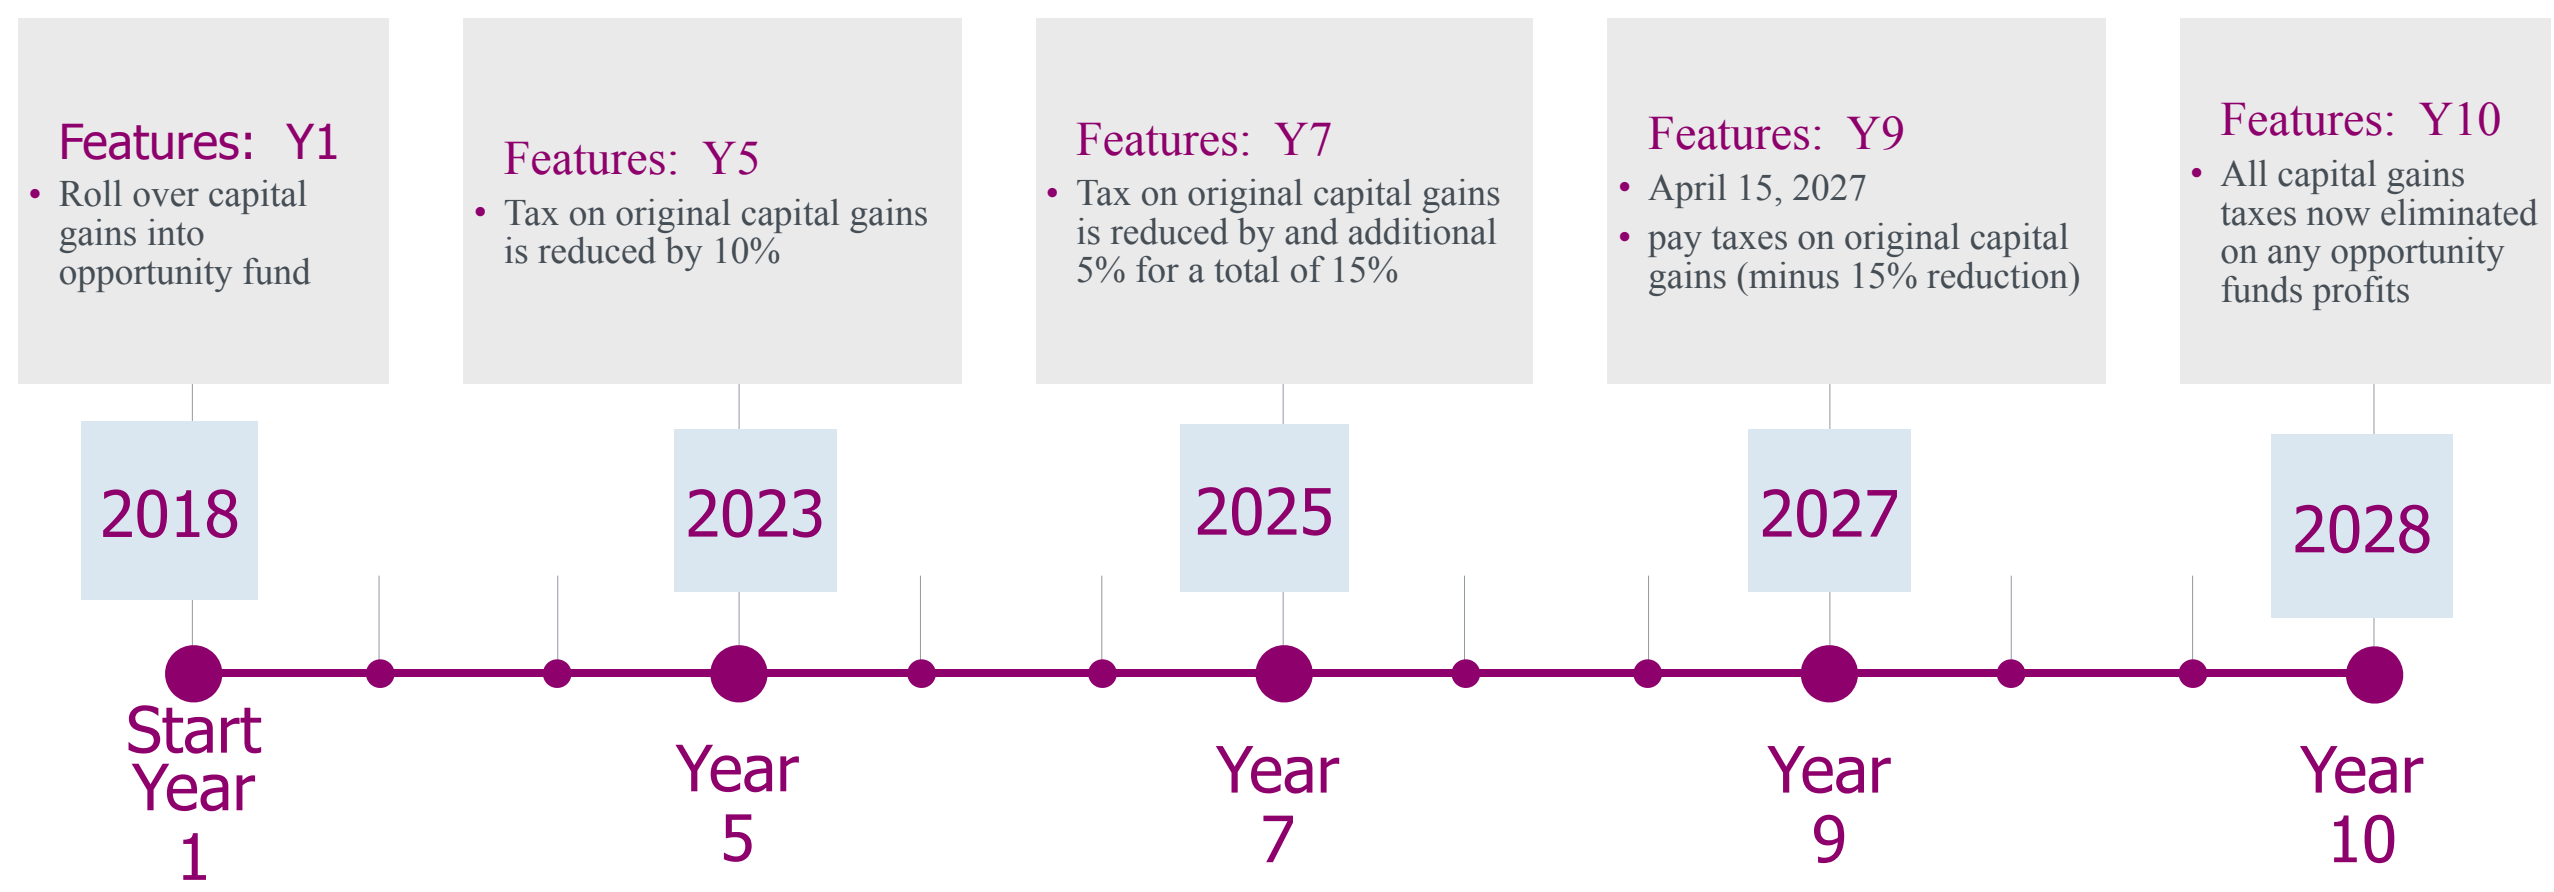 Features:  Y1
• Roll over capital
gains into
opportunity fund
Features:  Y5
• Tax on original capital gains
is reduced by 10%
Features:  Y7
• Tax on original capital gains
is reduced by and additional
5% for a total of 15%
Features:  Y9
• April 15, 2027
• pay taxes on original capital
gains (minus 15% reduction)
Features:  Y10
• All capital gains
taxes now eliminated
on any opportunity
funds profits
2018
2023
2025
2027
2028
Start
Year
1
Year
5
Year
7
Year
9
Year
10